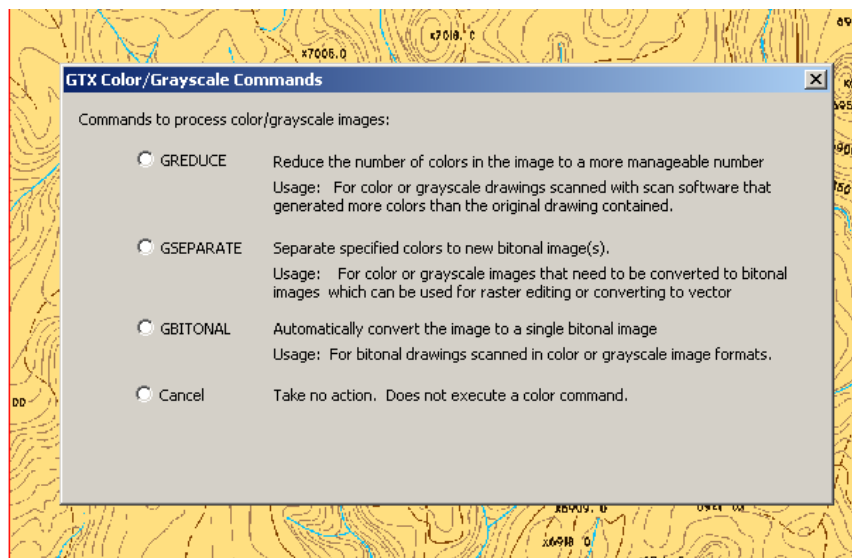 x7018. 0
x7006.0
GTX Color/Grayscale Commands
Commands to process color/grayscale images:
GREDUCE Reduce the number of colors in the image to a more manageable number
Usage: For color or grayscale drawings scanned with scan software that
generated more colors than the original drawing contained.
GSEPARATE Separate specified colors to new bitonal image(s).
Usage: For color or grayscale images that need to be converted to bitonal
images which can be used for raster editing or converting to vector
GBITONAL Automatically convert the image to a single bitonal image
Usage: For bitonal drawings scanned in color or grayscale image formats.
Cancel Take no action. Does not execute a color command.
DD
x6909. 0
x6918 0